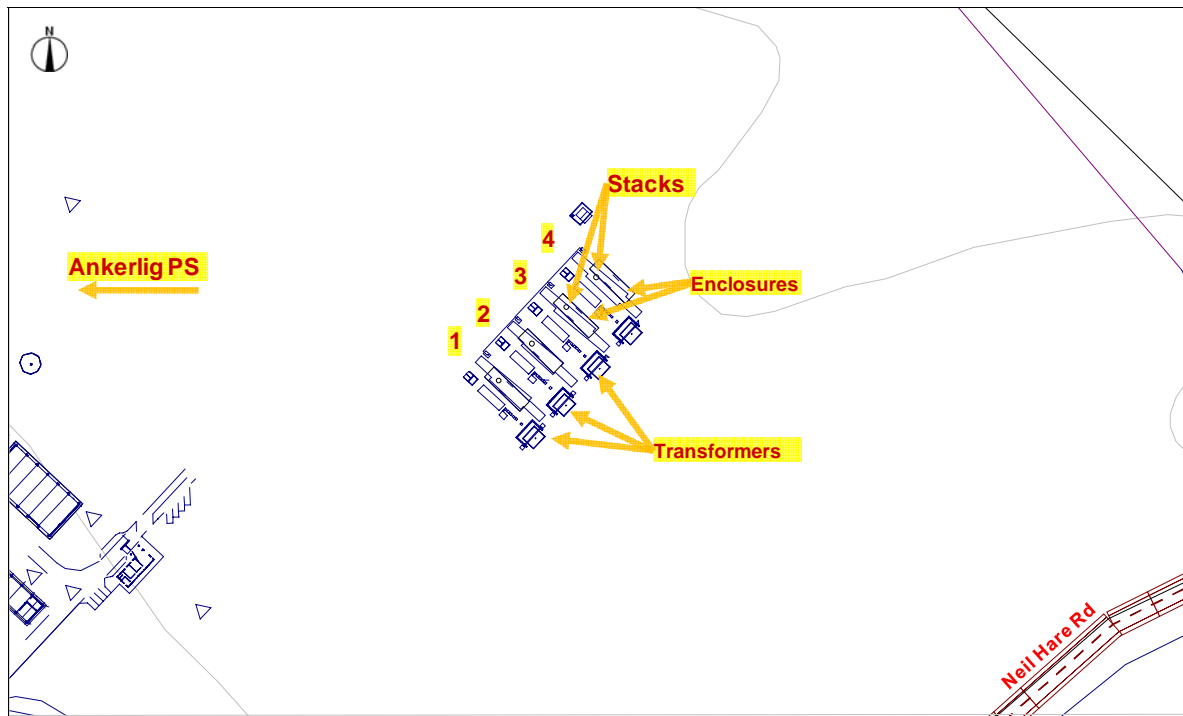 N
Stacks
4
Ankerlig PS
3
Enclosures
2
1
Transformers
Neil Hare Rd